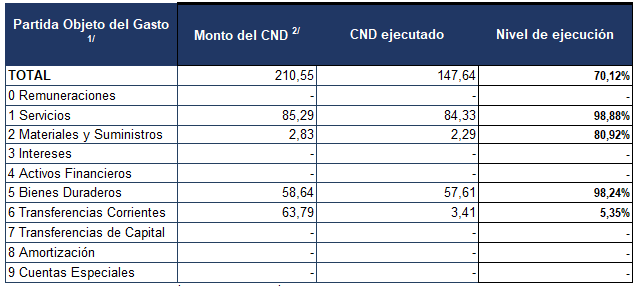 Partida Objeto del Gasto 1/ Monto del CND 2/ CND ejecutado Nivel de ejecución
TOTAL 210,55 147,64 70,12%
0 Remuneraciones - - -
1 Servicios 85,29 84,33 98,88%
2 Materiales y Suministros 2,83 2,29 80,92%
3 Intereses - - -
4 Activos Financieros - - -
5 Bienes Duraderos 58,64 57,61 98,24%
6 Transferencias Corrientes 63,79 3,41 5,35%
7 Transferencias de Capital - - -
8 Amortización - - -
9 Cuentas Especiales - - -